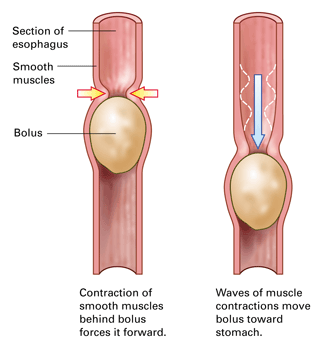 Section of
esophagus
Smooth
muscles
Bolus
Contraction of
smooth muscles
behind bolus
forces it forward.
Waves of muscle
contractions move
bolus toward
stomach.